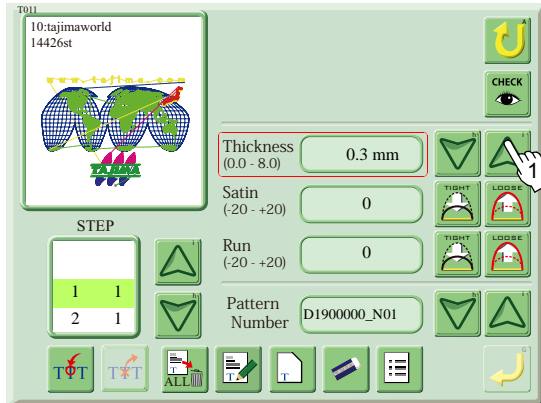 T011
10:tajimaworld
14426st
www.tajima.com
TAJIMA
A
CHECK
Thickness
(0.0 - 8.0)
0.3 mm
h
i
1
Satin
(-20 - +20)
0
TIGHT
LOOSE
Run
(-20 - +20)
0
TIGHT
LOOSE
STEP
1 1
2 1
i
h
Pattern
Number
D1900000_N01
h
i
T T T
T T T
T
ALL
T
T
G